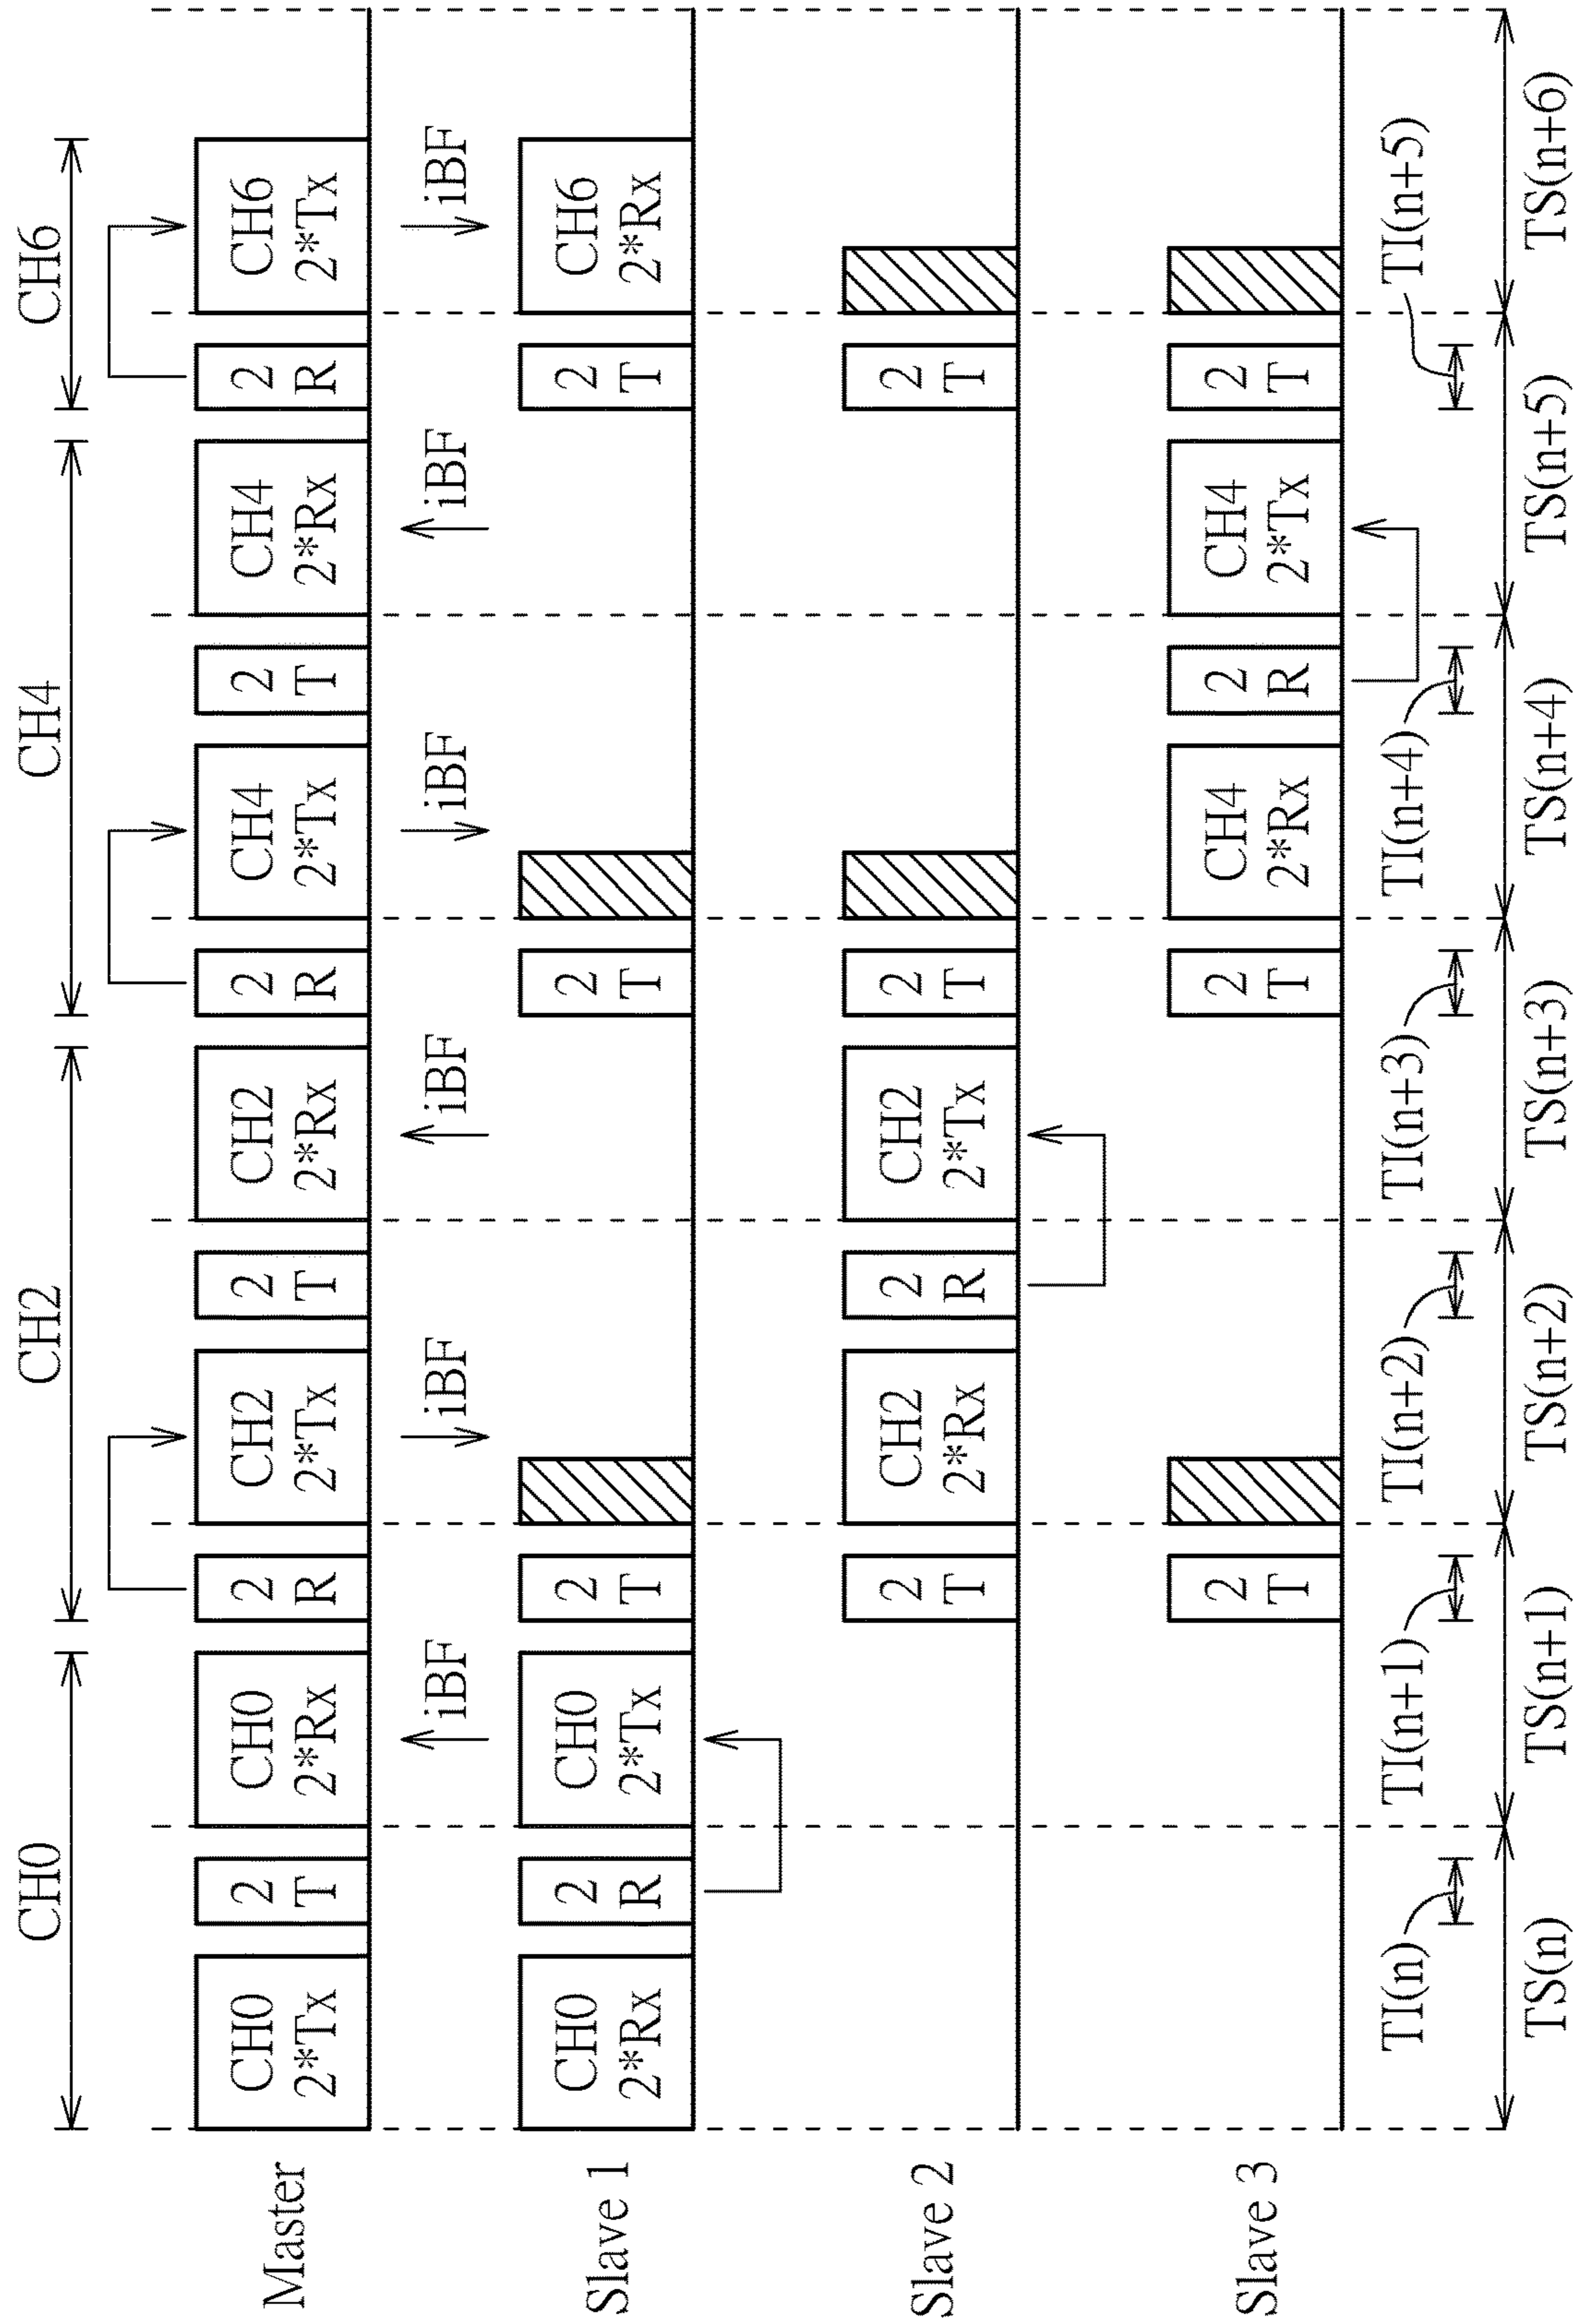 CH0
CH2
CH4
CH6
Master
CH0
2*Tx
2
T
CH0
2*Rx
2
R
CH2
2*Tx
2
T
CH2
2*Rx
2
R
CH4
2*Tx
2
T
CH4
2*Rx
2
R
CH6
2*Tx
iBF
iBF
iBF
iBF
iBF
iBF
Slave 1
CH0
2*Rx
2
R
CH0
2*Tx
2
T
2
T
2
T
CH6
2*Rx
Slave 2
2
T
CH2
2*Rx
2
R
CH2
2*Tx
2
T
2
T
Slave 3
2
T
2
T
CH4
2*Rx
2
R
CH4
2*Tx
2
T
TI(n)
TI(n+1)
TI(n+2)
TI(n+3)
TI(n+4)
TI(n+5)
TS(n)
TS(n+1)
TS(n+2)
TS(n+3)
TS(n+4)
TS(n+5)
TS(n+6)